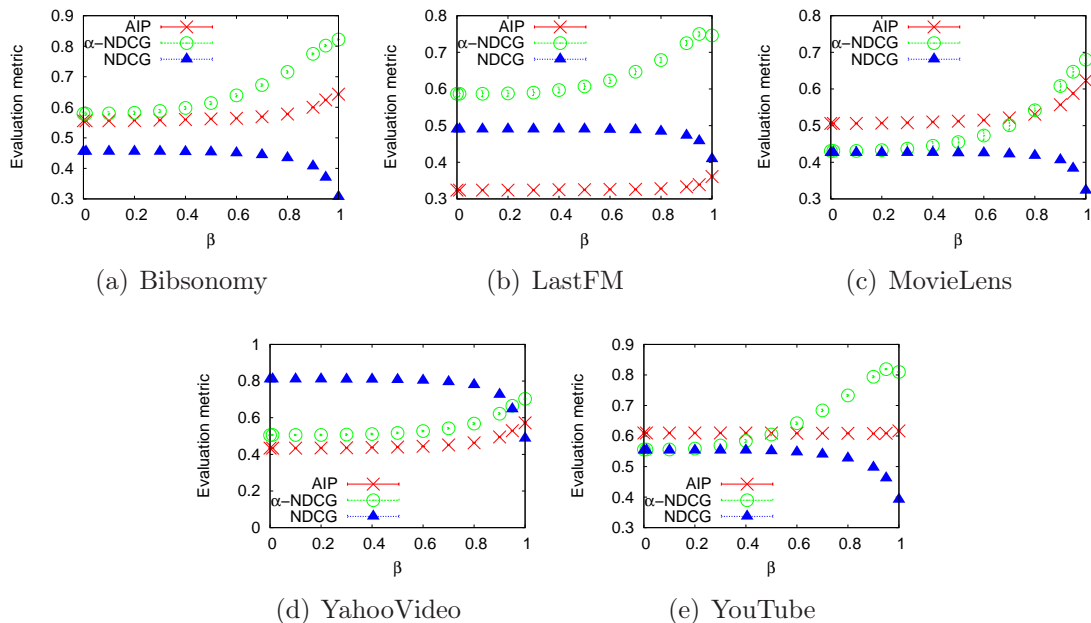 AIP
α−NDCG
NDCG
Evaluation metric
0.8
0.7
0.6
0.5
0.4
0.3
0 0.2 0.4 0.6 0.8 1
β
(a) Bibsonomy
0.9
AIP
α−NDCG
NDCG
Evaluation metric
0.8
0.7
0.6
0.5
0.4
0.3
0 0.2 0.4 0.6 0.8 1
β
(b) LastFM
AIP
α−NDCG
NDCG
Evaluation metric
0.8
0.7
0.6
0.5
0.4
0.3
0.2
0 0.2 0.4 0.6 0.8 1
β
(c) MovieLens
Evaluation metric
1
0.8
0.6
0.4
0.2
0
AIP
α−NDCG
NDCG
0 0.2 0.4 0.6 0.8 1
β
(d) YahooVideo
Evaluation metric
0.9
0.8
0.7
0.6
0.5
0.4
0.3
AIP
α−NDCG
NDCG
0 0.2 0.4 0.6 0.8 1
β
(e) YouTube